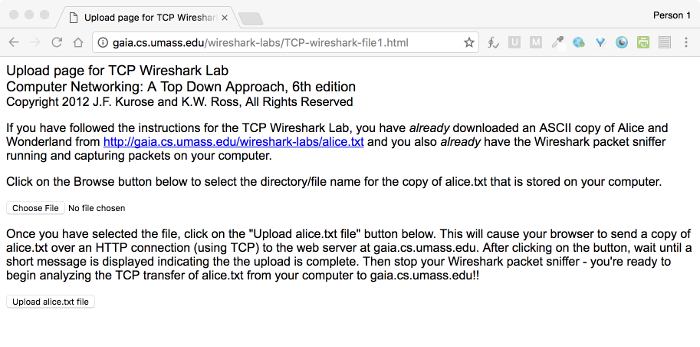 Upload page for TCP Wireshar
Person 1
gaia.cs.umass.edu/wireshark-labs/TCP-wireshark-file1.html
Upload page for TCP Wireshark Lab
Computer Networking: A Top Down Approach, 6th edition
Copyright 2012 J.F. Kurose and K.W. Ross, All Rights Reserved
If you have followed the instructions for the TCP Wireshark Lab, you have already downloaded an ASCII copy of Alice and
Wonderland from http://gaia.cs.umass.edu/wireshark-labs/alice.txt and you also already have the Wireshark packet sniffer
running and capturing packets on your computer.
Click on the Browse button below to select the directory/file name for the copy of alice.txt that is stored on your computer.
Choose File No file chosen
Once you have selected the file, click on the "Upload alice.txt file" button below. This will cause your browser to send a copy of
alice.txt over an HTTP connection (using TCP) to the web server at gaia.cs.umass.edu. After clicking on the button, wait until a
short message is displayed indicating the the upload is complete. Then stop your Wireshark packet sniffer - you're ready to
begin analyzing the TCP transfer of alice.txt from your computer to gaia.cs.umass.edu!!
Upload alice.txt file